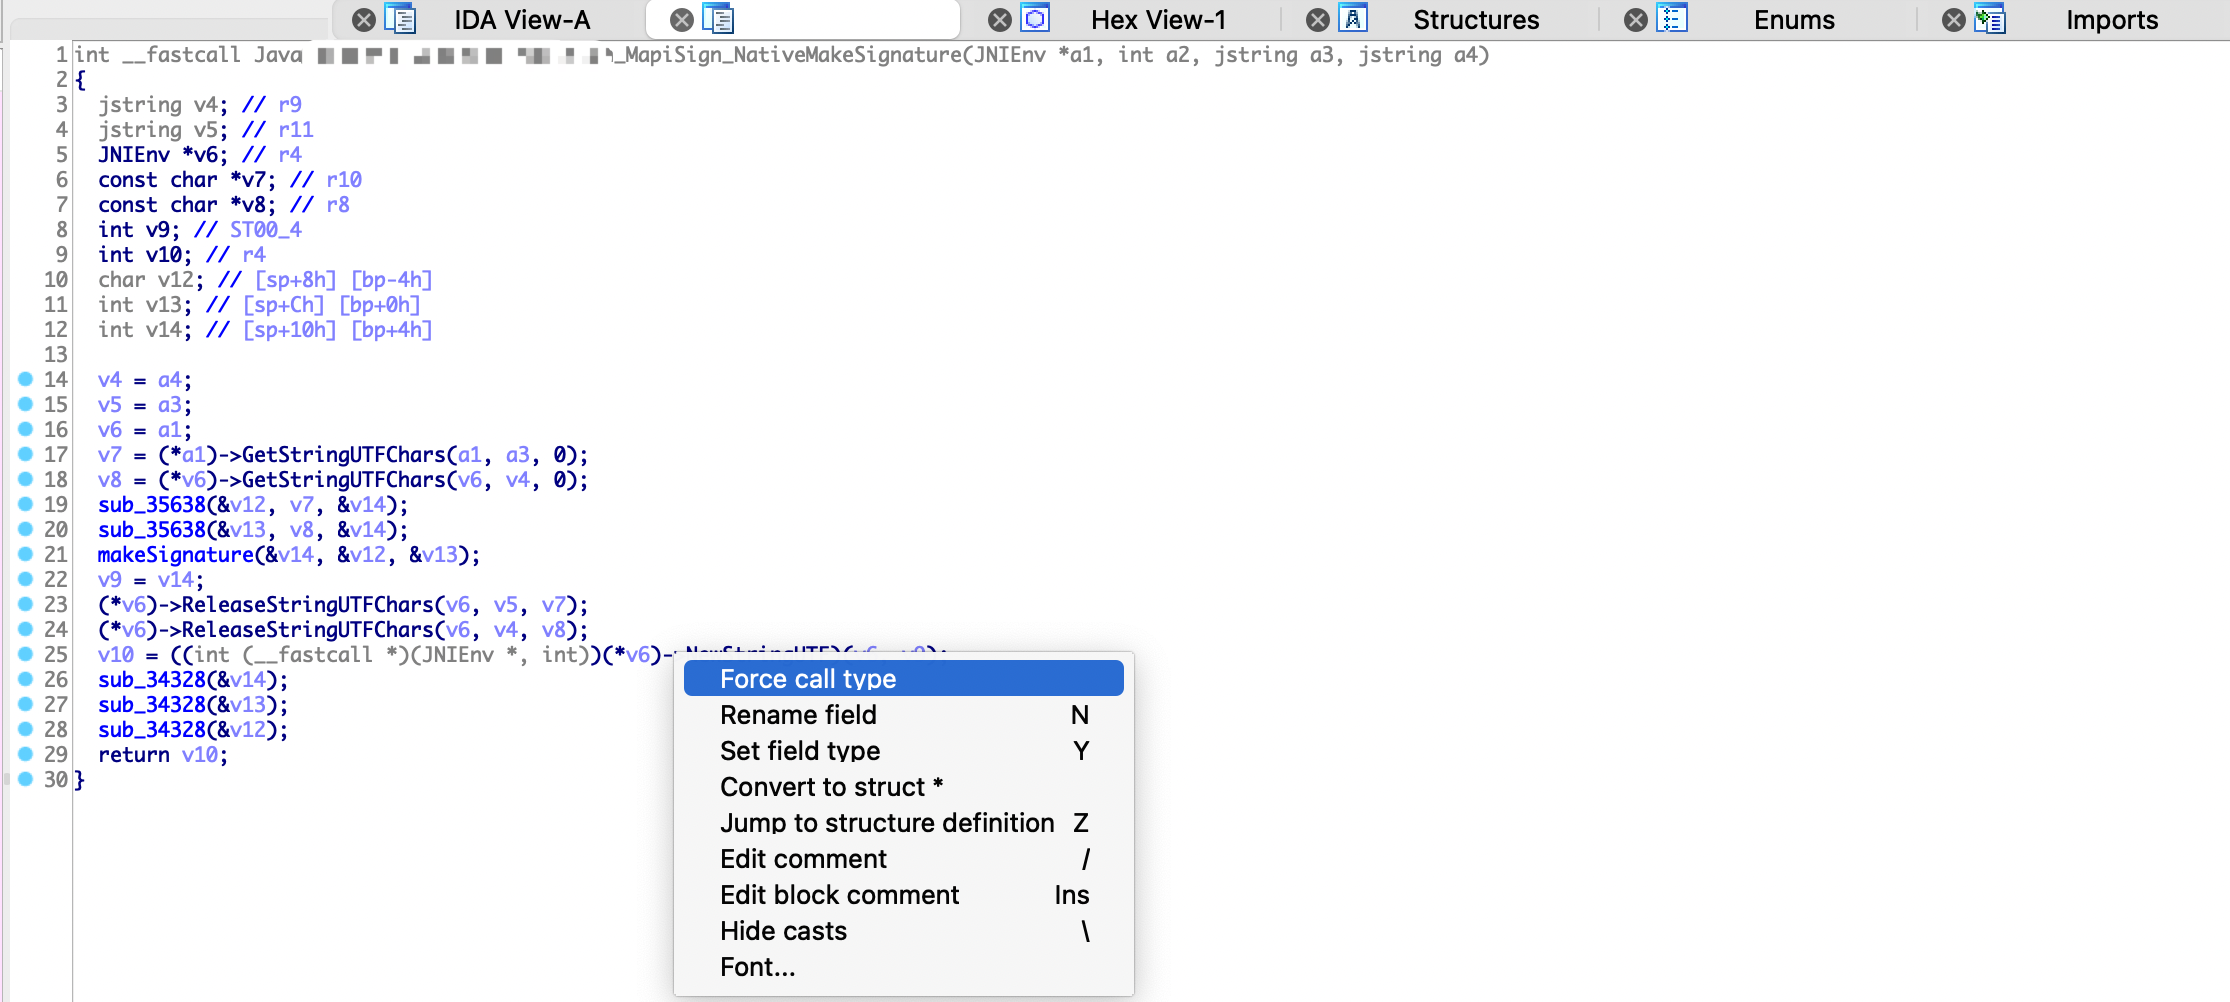 IDA View-A Hex View-1 Structures Enums Imports
1 int __fastcall Java _MapiSign_NativeMakeSignature(JNIEnv *a1, int a2, jstring a3, jstring a4)
2 {
3 jstring v4; // r9
4 jstring v5; // r11
5 JNIEnv *v6; // r4
6 const char *v7; // r10
7 const char *v8; // r8
8 int v9; // ST00_4
9 int v10; // r4
10 char v12; // [sp+8h] [bp-4h]
11 int v13; // [sp+Ch] [bp+0h]
12 int v14; // [sp+10h] [bp+4h]
13
14 v4 = a4;
15 v5 = a3;
16 v6 = a1;
17 v7 = (*a1)->GetStringUTFChars(a1, a3, 0);
18 v8 = (*v6)->GetStringUTFChars(v6, v4, 0);
19 sub_35638(&v12, v7, &v14);
20 sub_35638(&v13, v8, &v14);
21 makeSignature(&v14, &v12, &v13);
22 v9 = v14;
23 (*v6)->ReleaseStringUTFChars(v6, v5, v7);
24 (*v6)->ReleaseStringUTFChars(v6, v4, v8);
25 v10 = ((int (__fastcall *)(JNIEnv *, int))(*v6)->NewStringUTF)(v6, v9);
26 sub_34328(&v14);
27 sub_34328(&v13);
28 sub_34328(&v12);
29 return v10;
30 }
Force call type
Rename field N
Set field type Y
Convert to struct *
Jump to structure definition Z
Edit comment /
Edit block comment Ins
Hide casts \
Font...